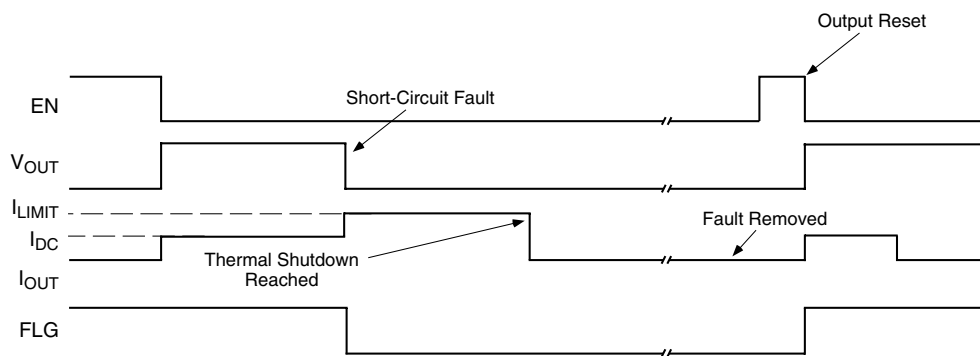 Output Reset
EN
Short-Circuit Fault
VOUT
ILIMIT
Fault Removed
IDC
Thermal Shutdown
Reached
IOUT
FLG